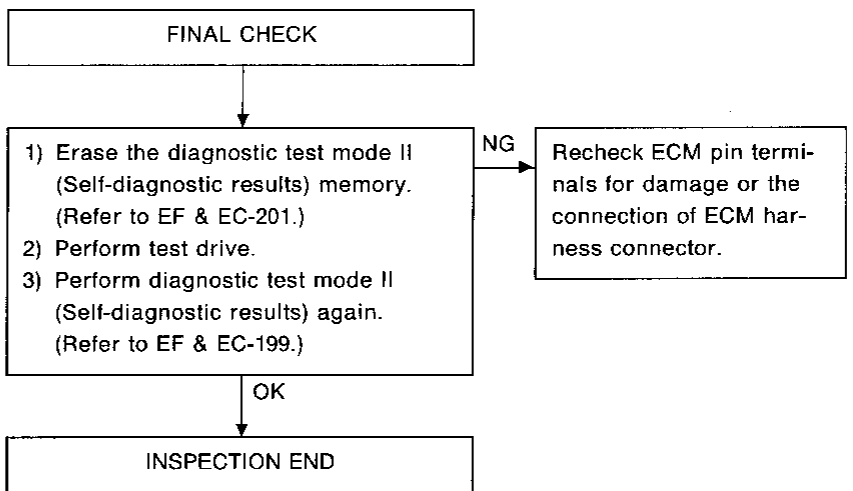 FINAL CHECK
1) Erase the diagnostic test mode II
(Self-diagnostic results) memory.
(Refer to EF & EC-201.)
2) Perform test drive.
3) Perform diagnostic test mode II
(Self-diagnostic results) again.
(Refer to EF & EC-199.)
NG
Recheck ECM pin termi-
nals for damage or the
connection of ECM har-
ness connector.
OK
INSPECTION END